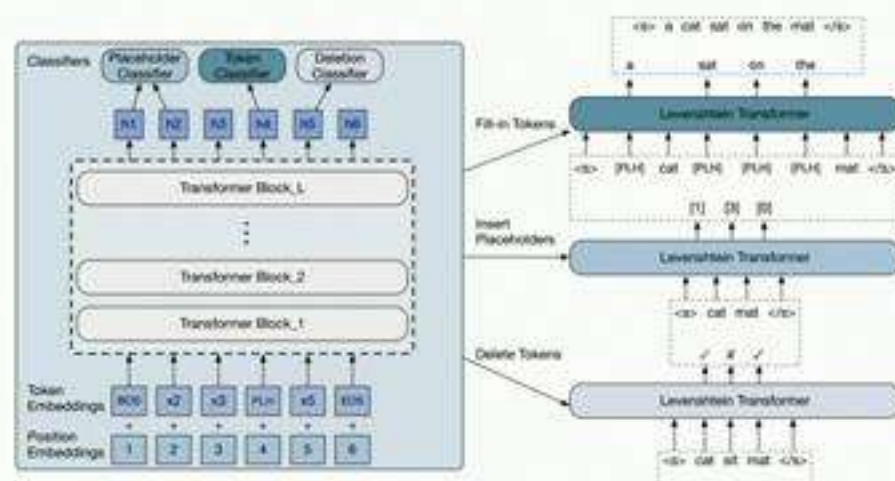 Classifiers
Placeholder Classifier
Token Classifier
Deletion Classifier
h1 h2 h3 h4 h5 h6
Transformer Block_L
Transformer Block_2
Transformer Block_1
Token Embeddings
BOS x2 x3 PLH x5 EOS
+ + + + + +
Position Embeddings
1 2 3 4 5 6
Fill-in Tokens
Insert Placeholders
Delete Tokens
<s> a cat sat on the mat </s>
a sat on the
Levenshtein Transformer
<s> [PLH] cat [PLH] [PLH] [PLH] mat </s>
[1] [3] [0]
Levenshtein Transformer
<s> cat mat </s>
✓ ✗ ✓
Levenshtein Transformer
<s> cat sit mat </s>